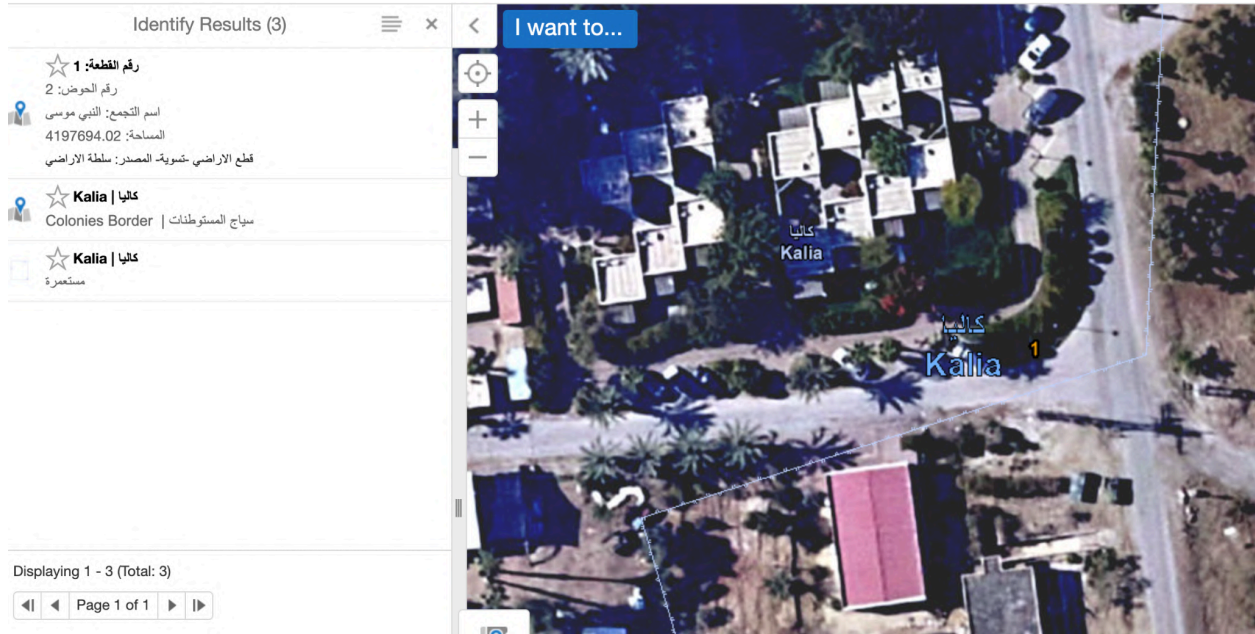 Identify Results (3)
رقم القطعة: 1
رقم الحوض: 2
اسم التجمع: النبي موسى
المساحة: 4197694.02
قطع الاراضي -تسوية- المصدر: سلطة الاراضي
كاليا | Kalia
سياج المستوطنات | Colonies Border
كاليا | Kalia
مستعمرة
Displaying 1 - 3 (Total: 3)
Page 1 of 1
I want to...
كاليا
Kalia
كاليا
Kalia
1